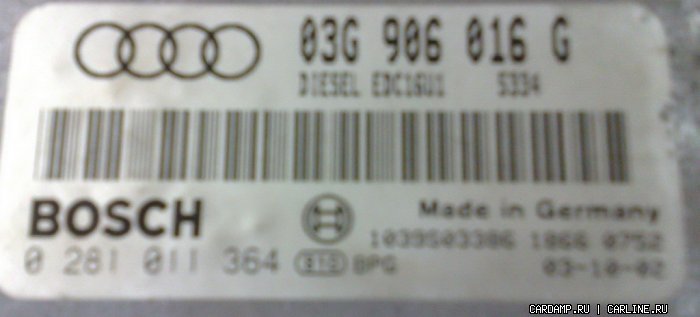 03G 906 016 G
DIESEL EDC16U1 5334
BOSCH
Made in Germany
1039S03386 1866 0752
0 281 011 364 BPG
03-10-02
CARDAMP.RU | CARLINE.RU